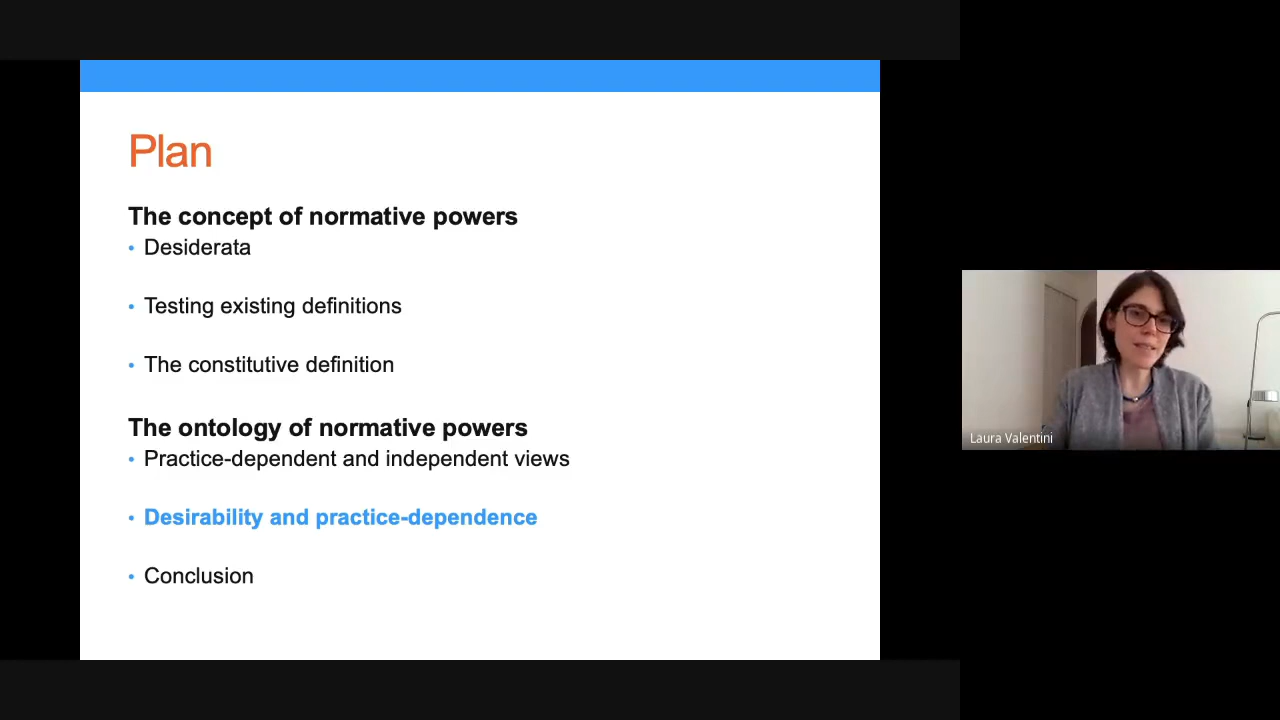 Plan
The concept of normative powers
• Desiderata
• Testing existing definitions
• The constitutive definition
The ontology of normative powers
• Practice-dependent and independent views
• Desirability and practice-dependence
• Conclusion
Laura Valentini